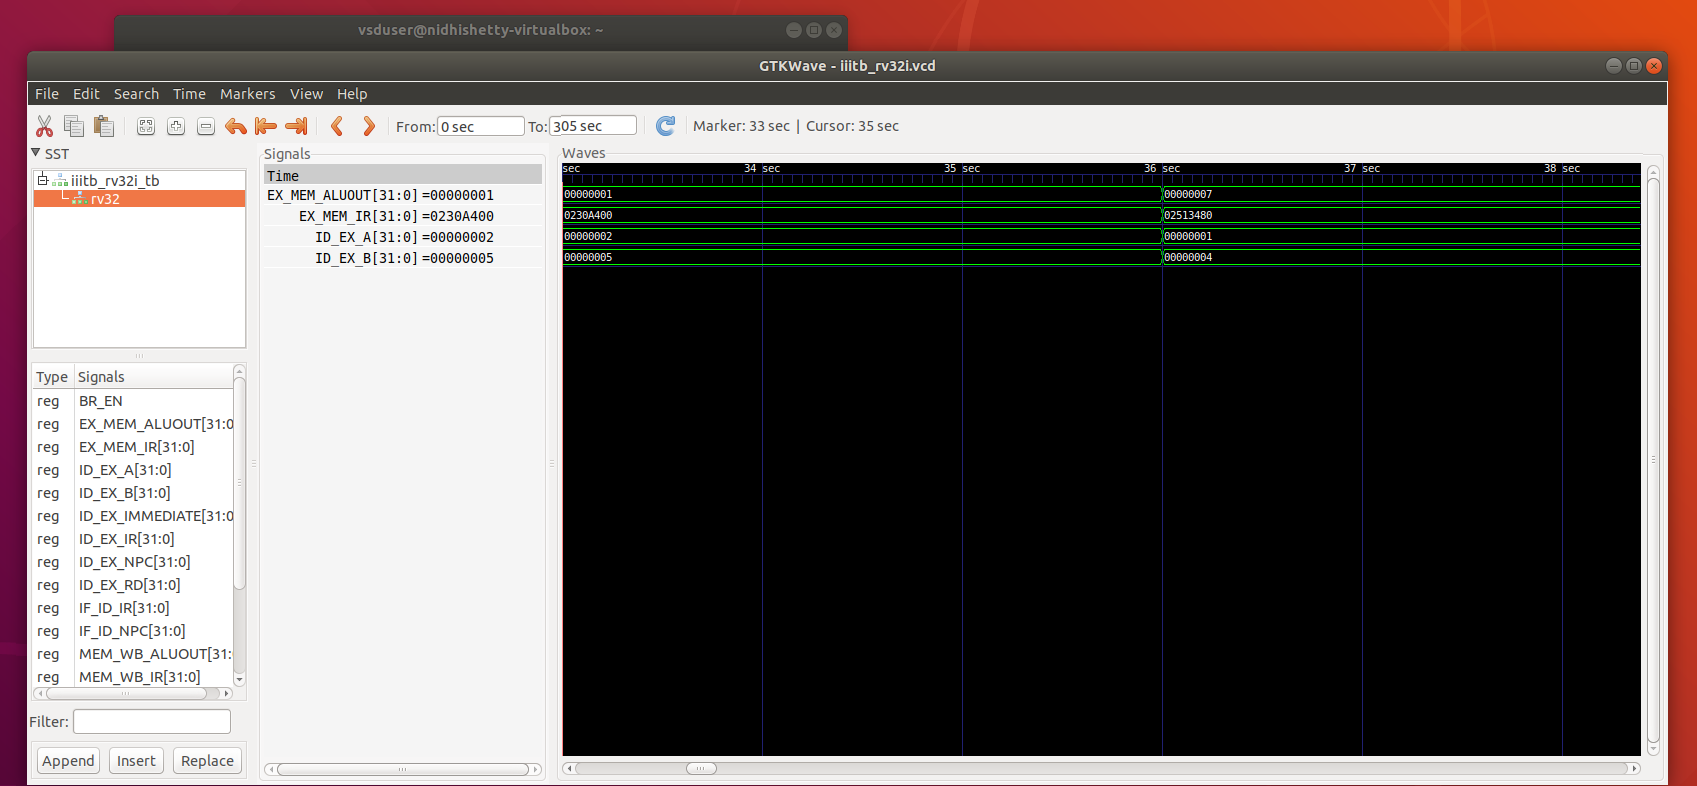 vsduser@nidhishetty-virtualbox: ~
GTKWave - iiitb_rv32i.vcd
File Edit Search Time Markers View Help
From: 0 sec To: 305 sec Marker: 33 sec | Cursor: 35 sec
SST
iiitb_rv32i_tb
rv32
Type Signals
reg BR_EN
reg EX_MEM_ALUOUT[31:0
reg EX_MEM_IR[31:0]
reg ID_EX_A[31:0]
reg ID_EX_B[31:0]
reg ID_EX_IMMEDIATE[31:0
reg ID_EX_IR[31:0]
reg ID_EX_NPC[31:0]
reg ID_EX_RD[31:0]
reg IF_ID_IR[31:0]
reg IF_ID_NPC[31:0]
reg MEM_WB_ALUOUT[31:
reg MEM_WB_IR[31:0]
Filter:
Append Insert Replace
Signals
Time
EX_MEM_ALUOUT[31:0] =00000001
EX_MEM_IR[31:0] =0230A400
ID_EX_A[31:0] =00000002
ID_EX_B[31:0] =00000005
Waves
sec 34 sec 35 sec 36 sec 37 sec 38 sec
00000001 00000007
0230A400 02513480
00000002 00000001
00000005 00000004